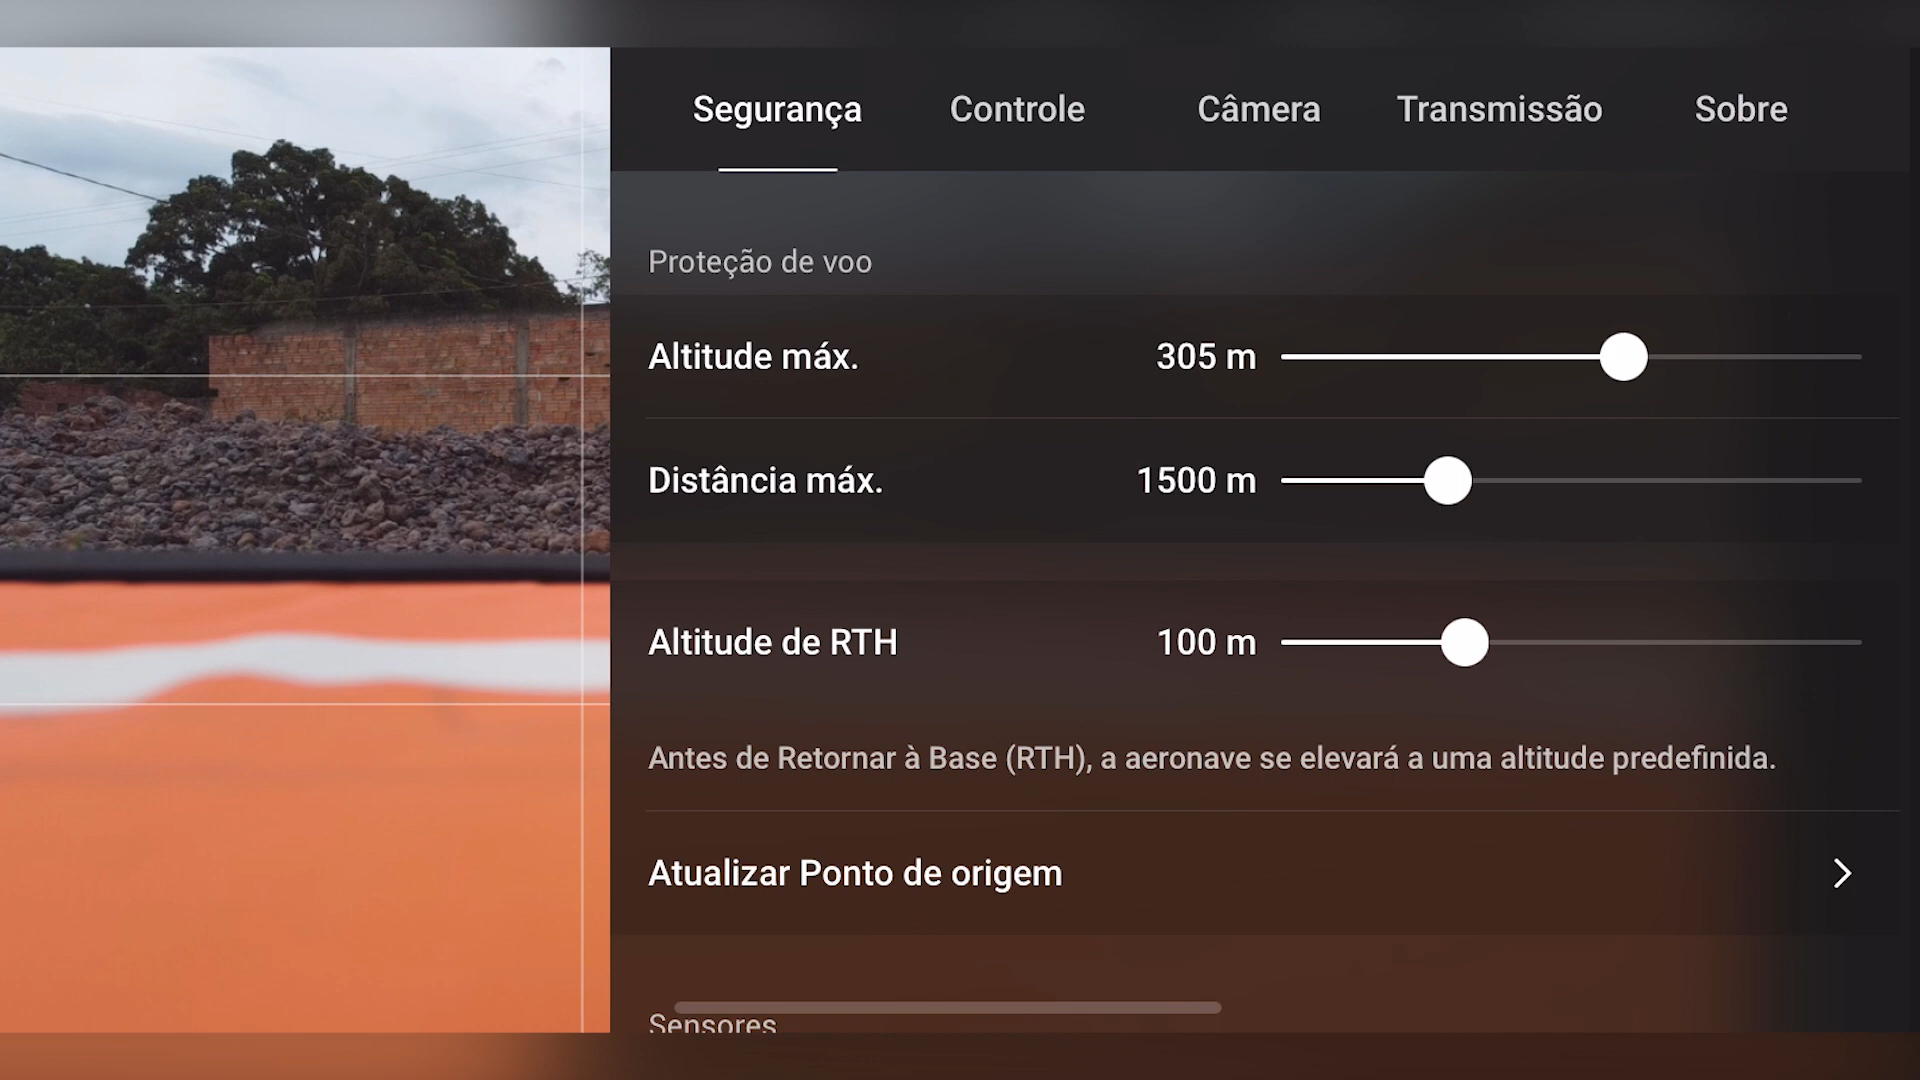 Segurança Controle Câmera Transmissão Sobre
Proteção de voo
Altitude máx. 305 m
Distância máx. 1500 m
Altitude de RTH 100 m
Antes de Retornar à Base (RTH), a aeronave se elevará a uma altitude predefinida.
Atualizar Ponto de origem
Sensores